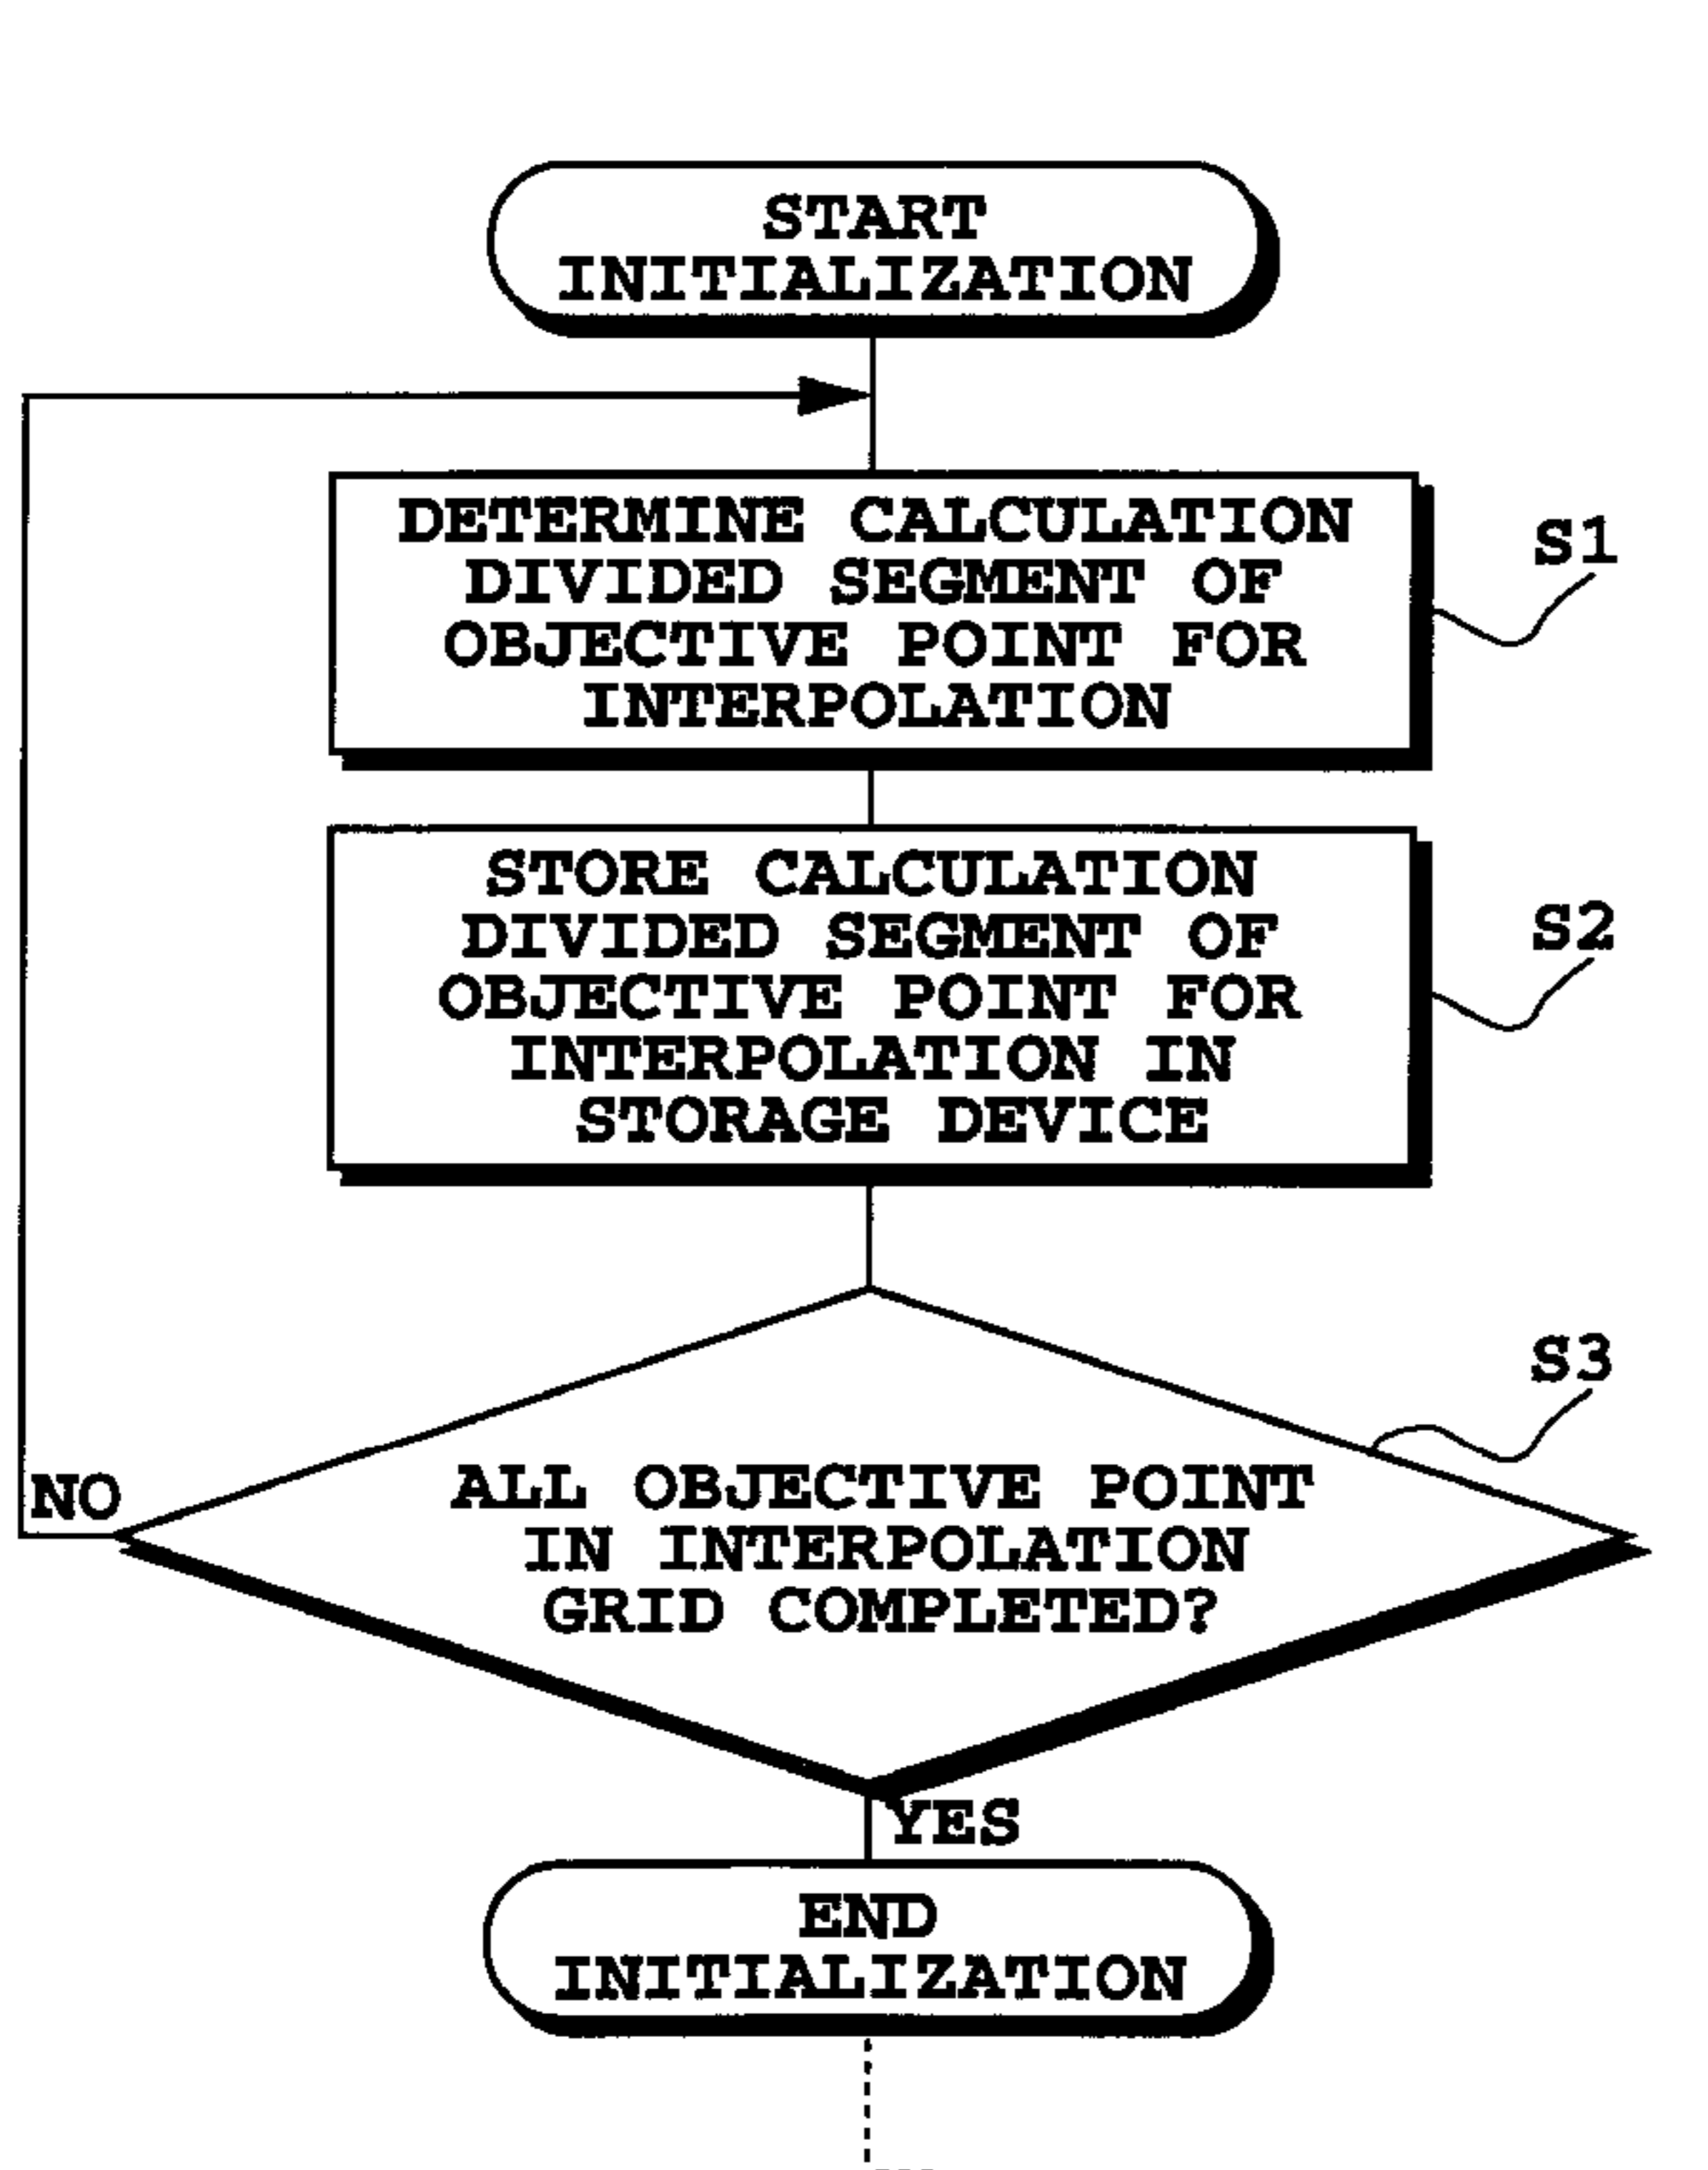 START
INITIALIZATION
DETERMINE CALCULATION
DIVIDED SEGMENT OF
OBJECTIVE POINT FOR
INTERPOLATION
S1
STORE CALCULATION
DIVIDED SEGMENT OF
OBJECTIVE POINT FOR
INTERPOLATION IN
STORAGE DEVICE
S2
S3
ALL OBJECTIVE POINT
IN INTERPOLATION
GRID COMPLETED?
NO
YES
END
INITIALIZATION